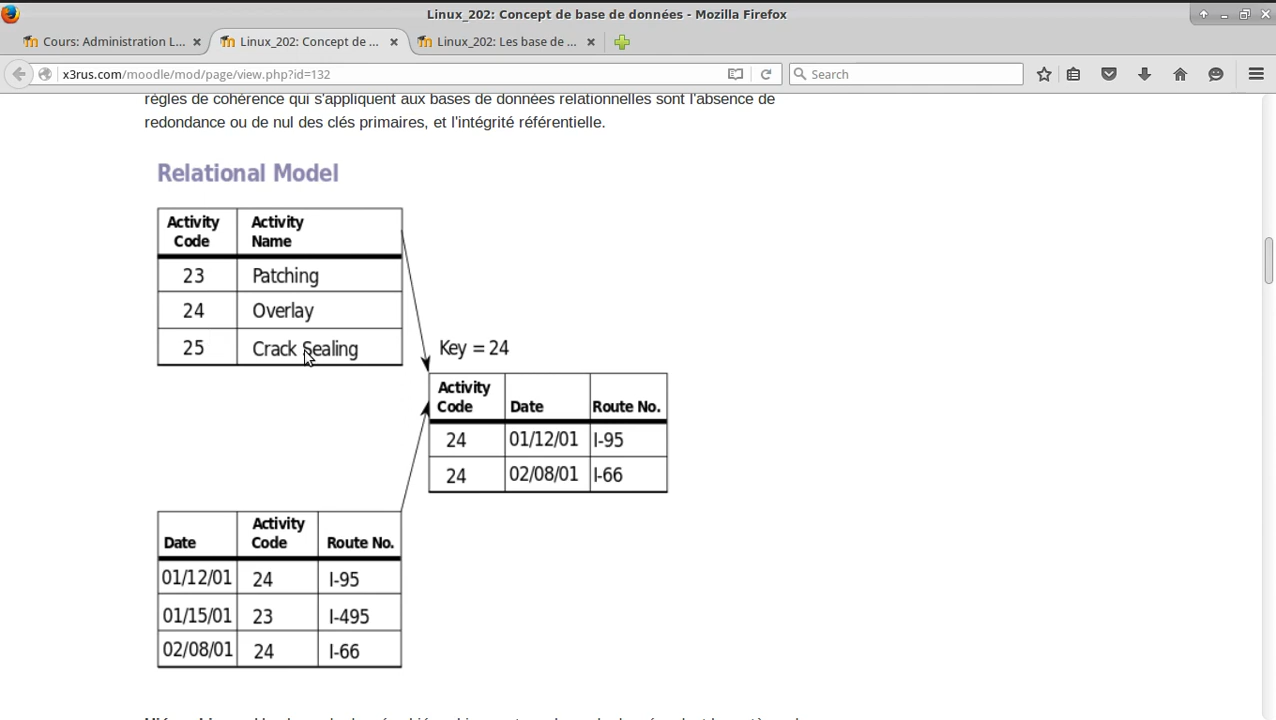 Linux_202: Concept de base de données - Mozilla Firefox
Cours: Administration L...
Linux_202: Concept de ...
Linux_202: Les base de ...
x3rus.com/moodle/mod/page/view.php?id=132
Search
règles de cohérence qui s'appliquent aux bases de données relationnelles sont l'absence de
redondance ou de nul des clés primaires, et l'intégrité référentielle.
Relational Model
Activity Code Activity Name
23 Patching
24 Overlay
25 Crack Sealing
Key = 24
Activity Code Date Route No.
24 01/12/01 I-95
24 02/08/01 I-66
Date Activity Code Route No.
01/12/01 24 I-95
01/15/01 23 I-495
02/08/01 24 I-66